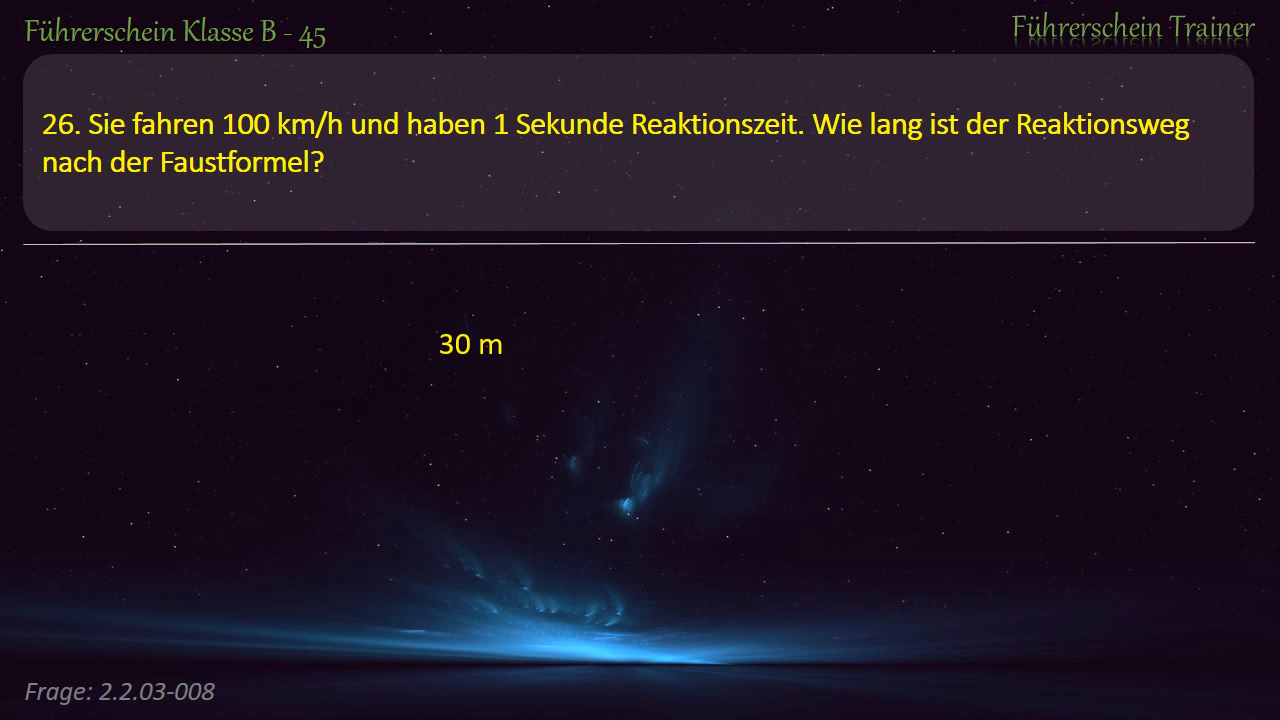 Führerschein Klasse B - 45
Führerschein Trainer
26. Sie fahren 100 km/h und haben 1 Sekunde Reaktionszeit. Wie lang ist der Reaktionsweg
nach der Faustformel?
30 m
Frage: 2.2.03-008